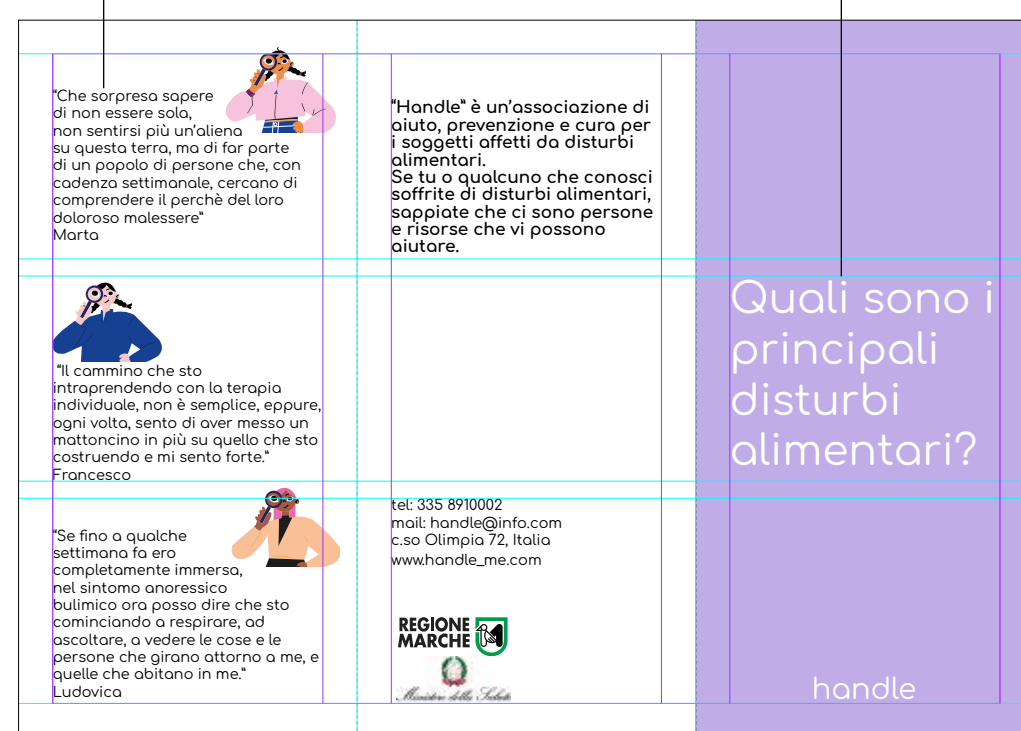 “Che sorpresa sapere
di non essere sola,
non sentirsi più un’aliena
su questa terra, ma di far parte
di un popolo di persone che, con
cadenza settimanale, cercano di
comprendere il perchè del loro
doloroso malessere”
Marta
“Il cammino che sto
intraprendendo con la terapia
individuale, non è semplice, eppure,
ogni volta, sento di aver messo un
mattoncino in più su quello che sto
costruendo e mi sento forte.”
Francesco
“Se fino a qualche
settimana fa ero
completamente immersa,
nel sintomo anoressico
bulimico ora posso dire che sto
cominciando a respirare, ad
ascoltare, a vedere le cose e le
persone che girano attorno a me, e
quelle che abitano in me.”
Ludovica
“Handle” è un’associazione di
aiuto, prevenzione e cura per
i soggetti affetti da disturbi
alimentari.
Se tu o qualcuno che conosci
soffrite di disturbi alimentari,
sappiate che ci sono persone
e risorse che vi possono
aiutare.
tel: 335 8910002
mail: handle@info.com
c.so Olimpia 72, Italia
www.handle_me.com
REGIONE
MARCHE
Ministero della Salute
Quali sono i
principali
disturbi
alimentari?
handle